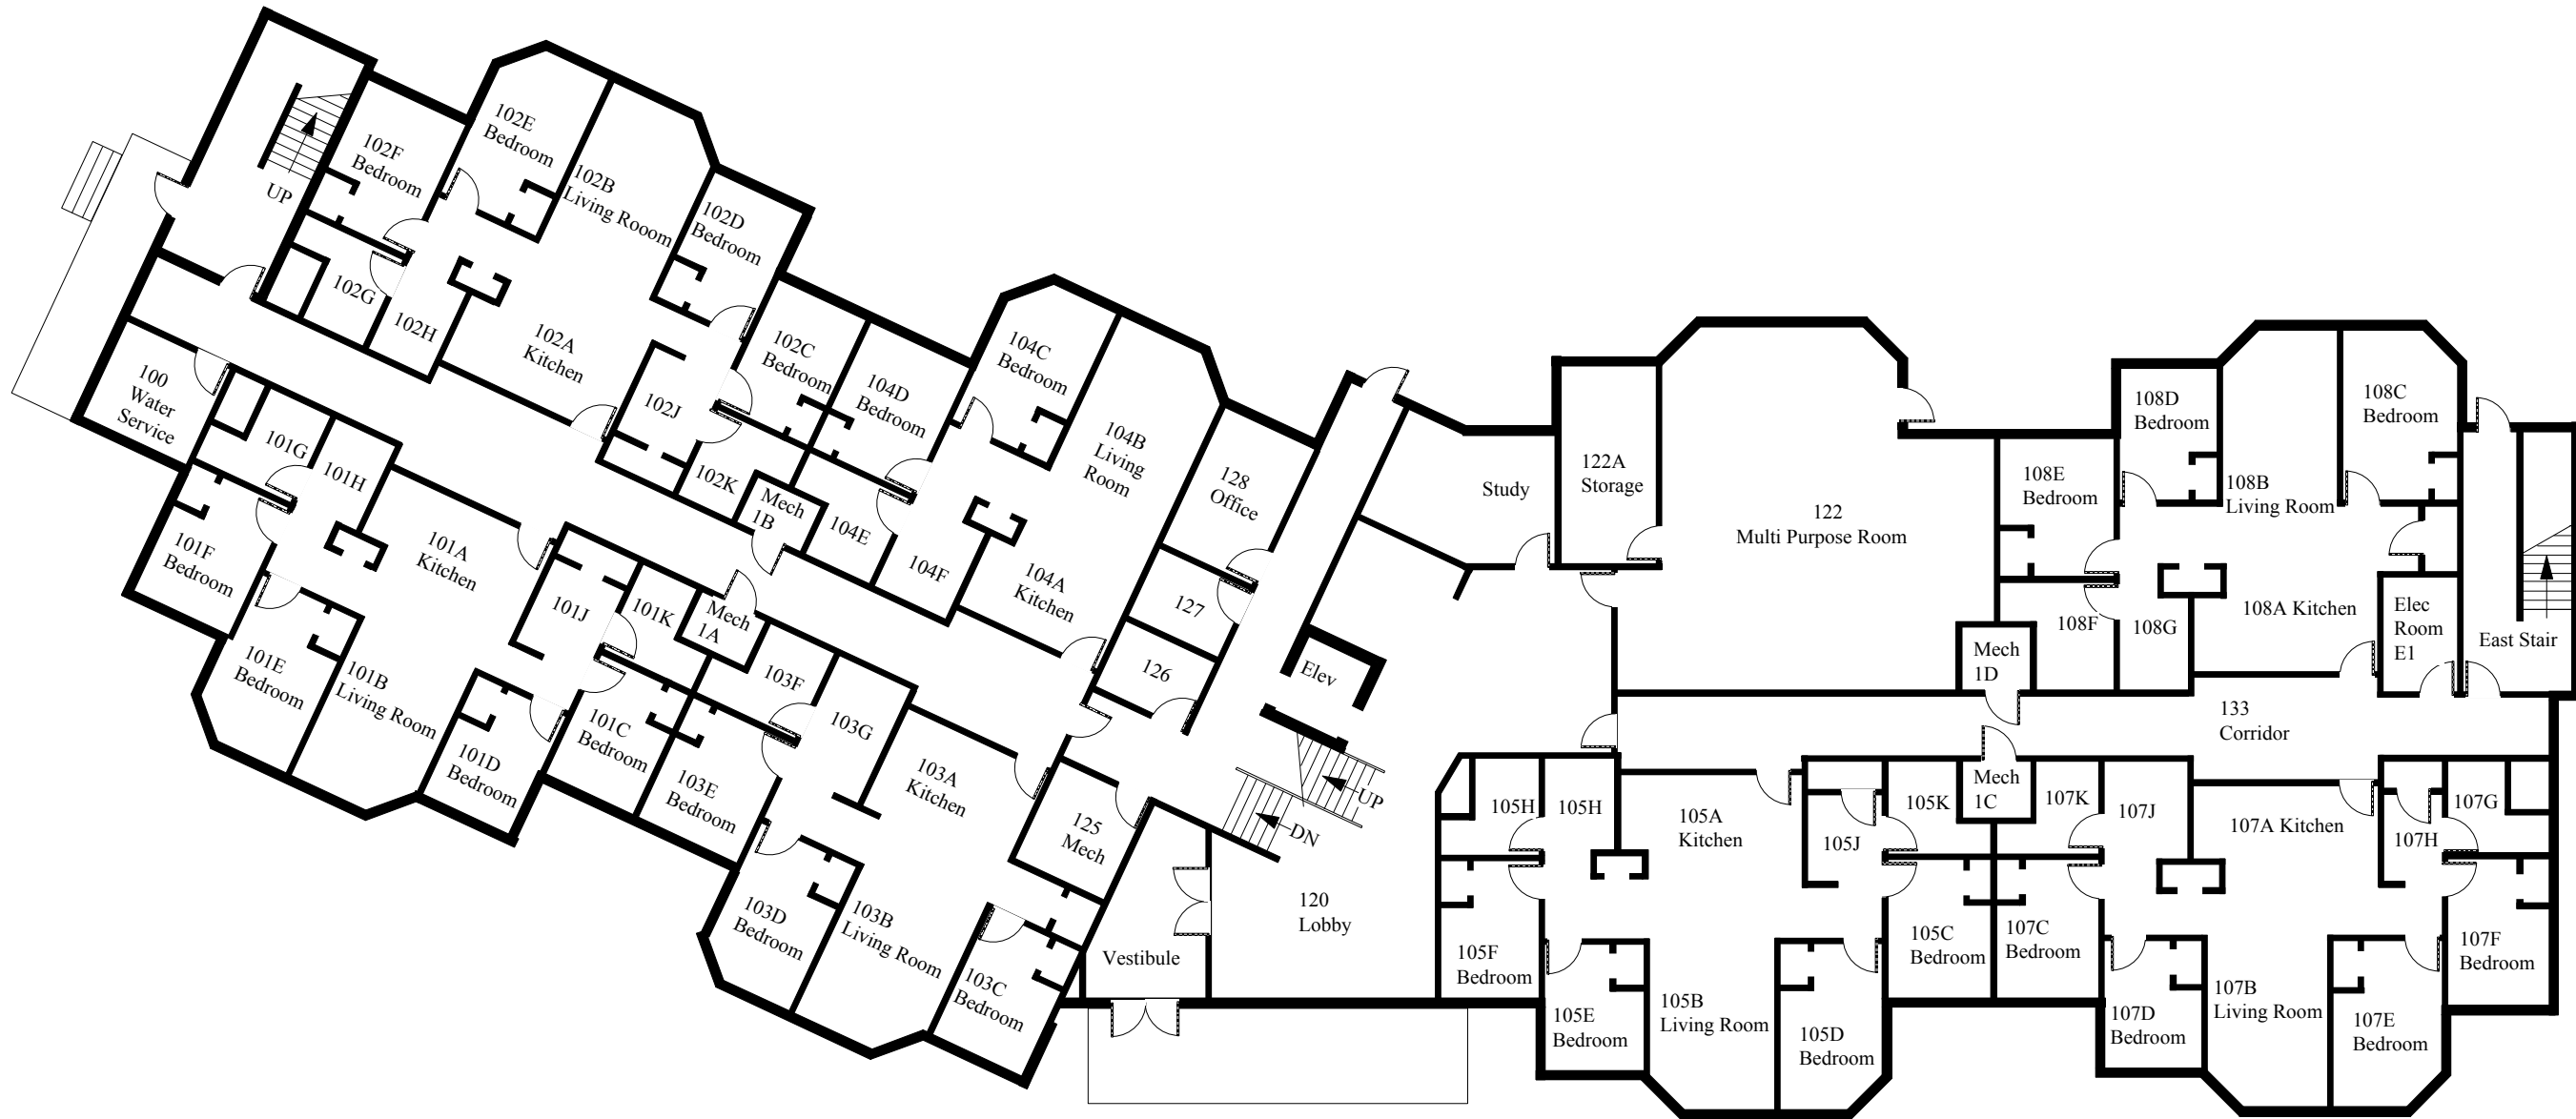 UP
102F
Bedroom
102E
Bedroom
102B
Living Rooom
102D
Bedroom
102G
102H
102A
Kitchen
102J
102C
Bedroom
102K
100
Water
Service
101G
101H
101F
Bedroom
101A
Kitchen
101E
Bedroom
101B
Living Room
101J
101K
Mech
1A
101D
Bedroom
101C
Bedroom
Mech
1B
104D
Bedroom
104C
Bedroom
104B
Living
Room
104E
104F
104A
Kitchen
103F
103G
103E
Bedroom
103A
Kitchen
103D
Bedroom
103B
Living Room
103C
Bedroom
128
Office
127
126
125
Mech
Elev
UP
DN
Vestibule
120
Lobby
Study
122A
Storage
122
Multi Purpose Room
108E
Bedroom
108D
Bedroom
108B
Living Room
108C
Bedroom
108F
108G
108A Kitchen
Elec
Room
E1
East Stair
Mech
1D
133
Corridor
105H
105H
105A
Kitchen
105J
105K
Mech
1C
107K
107J
107A Kitchen
107H
107G
105F
Bedroom
105E
Bedroom
105B
Living Room
105D
Bedroom
105C
Bedroom
107C
Bedroom
107D
Bedroom
107B
Living Room
107E
Bedroom
107F
Bedroom